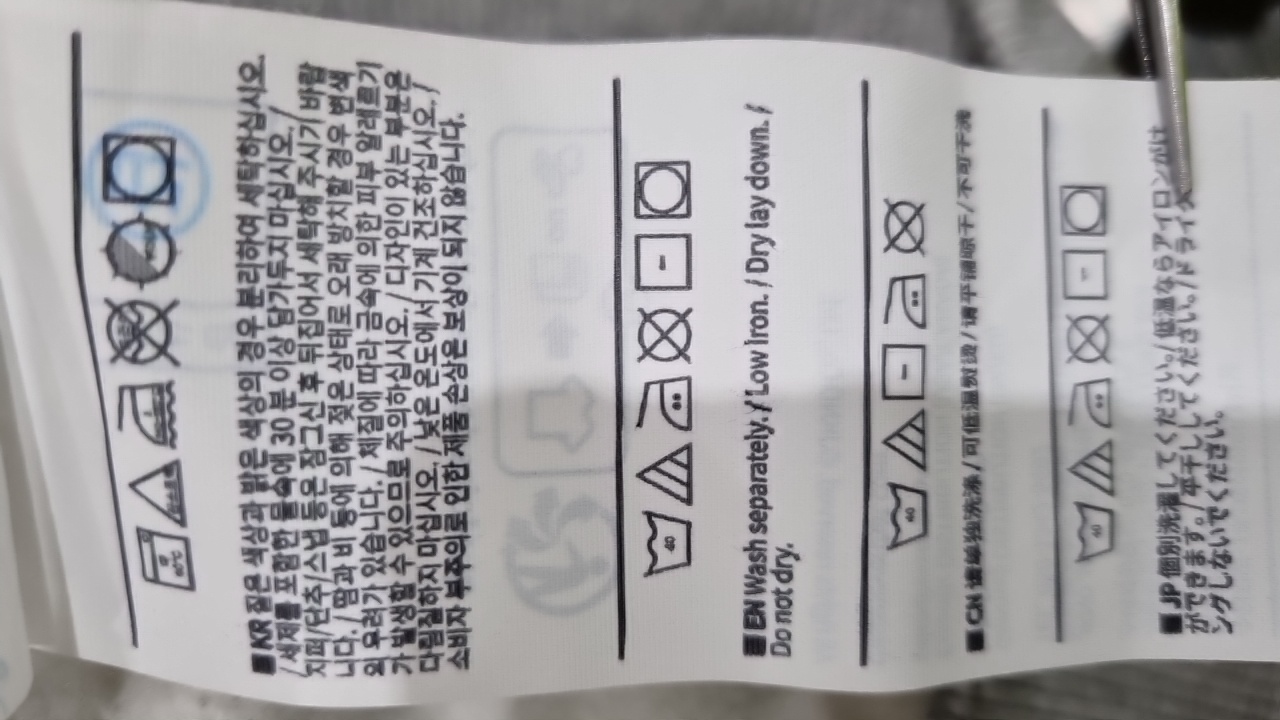 ■ KR 짙은 색상과 밝은 색상의 경우 분리하여 세탁하십시오.
/ 세제를 포함한 물속에 30 분 이상 담가두지 마십시오. /
지퍼/단추/스냅 등은 잠그신 후 뒤집어서 세탁해 주시기 바랍
니다. / 땀과 비 등에 의해 젖은 상태로 오래 방치할 경우 변색
의 우려가 있습니다. / 체질에 따라 금속에 의한 피부 알레르기
가 발생할 수 있으므로 주의하십시오. / 디자인이 있는 부분은
다림질하지 마십시오. / 낮은 온도에서 기계 건조하십시오. /
소비자 부주의로 인한 제품 손상은 보상이 되지 않습니다.
40
■ EN Wash separately. / Low Iron. / Dry lay down. /
Do not dry.
40
■ CN 请单独洗涤 / 可低温熨烫 / 请平铺晾干 / 不可干洗
40
■ JP 個別洗濯してください。/ 低温ならアイロンがけ
ができます。/ 平干ししてください。/ ドライ
ングしないでください。